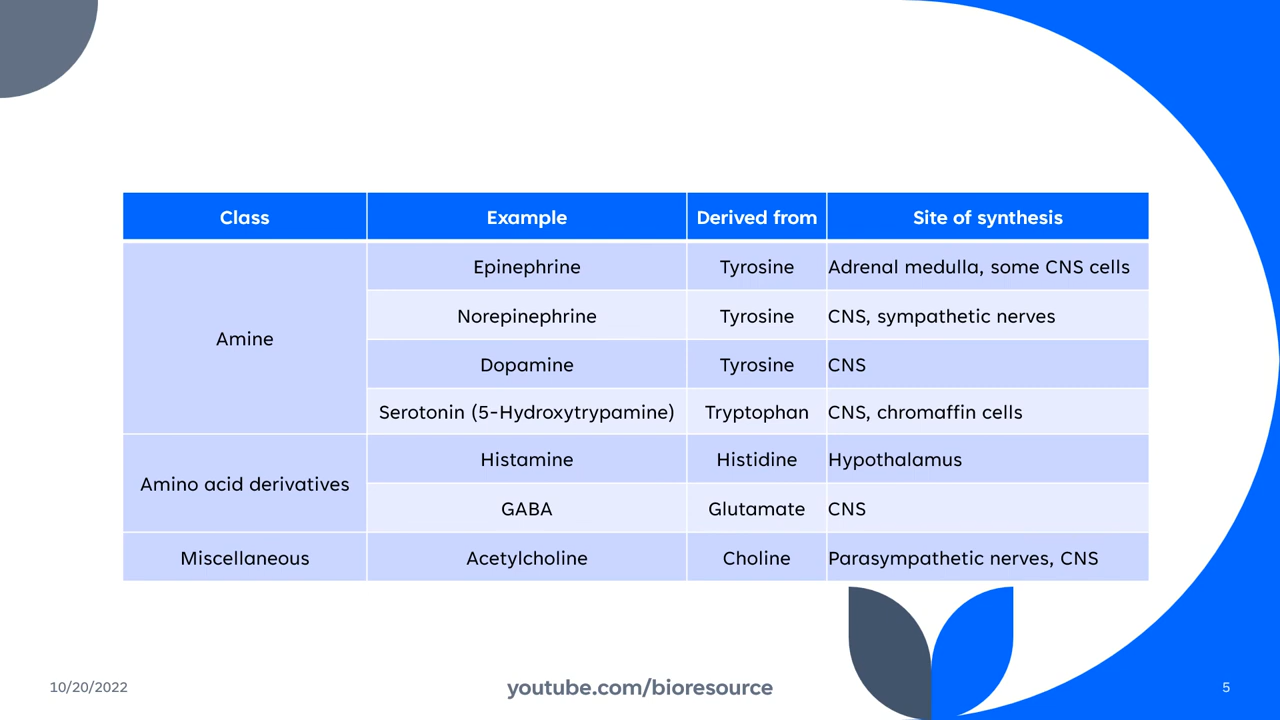 Class Example Derived from Site of synthesis
Amine
Epinephrine Tyrosine Adrenal medulla, some CNS cells
Norepinephrine Tyrosine CNS, sympathetic nerves
Dopamine Tyrosine CNS
Serotonin (5-Hydroxytrypamine) Tryptophan CNS, chromaffin cells
Amino acid derivatives
Histamine Histidine Hypothalamus
GABA Glutamate CNS
Miscellaneous Acetylcholine Choline Parasympathetic nerves, CNS
10/20/2022 youtube.com/bioresource 5